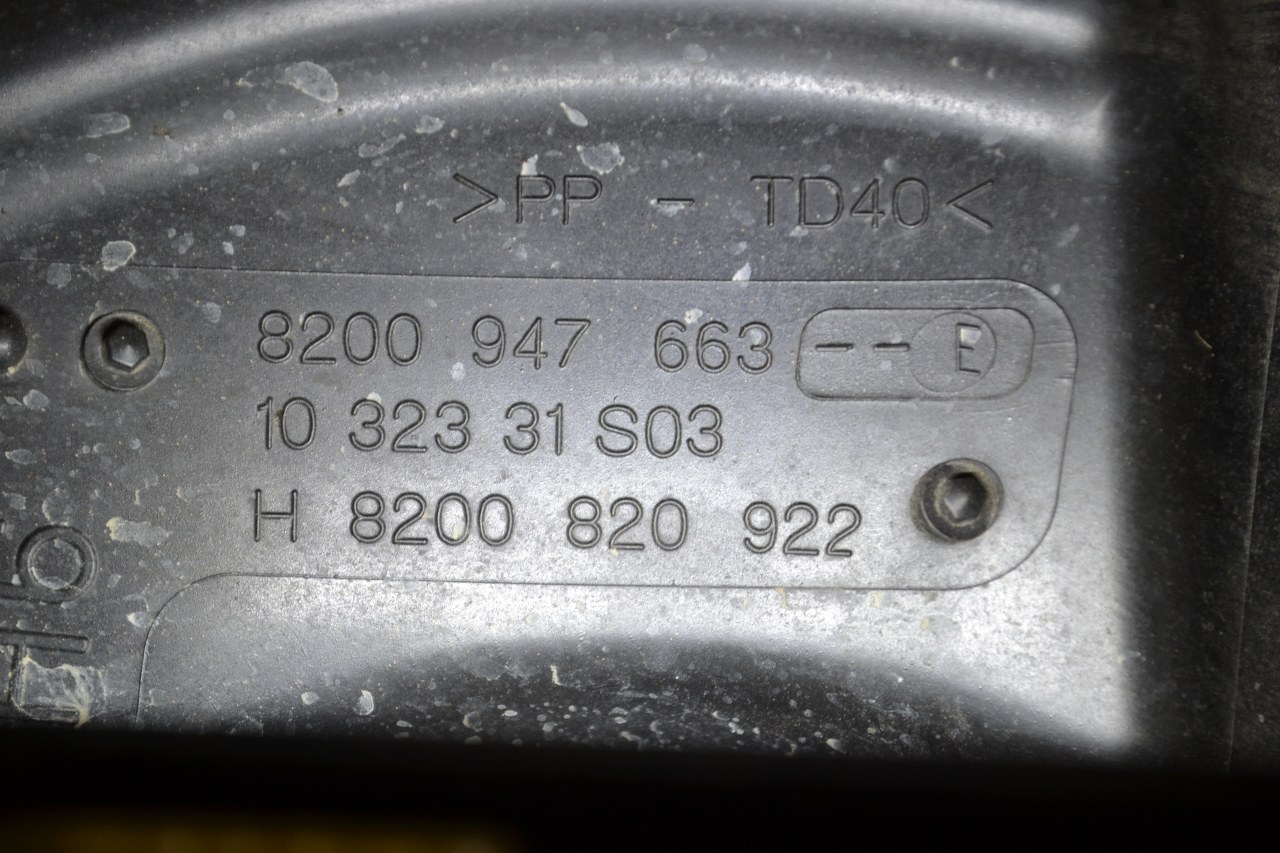 >PP - TD40<
8200 947 663 -- E
10 323 31 S03
H 8200 820 922